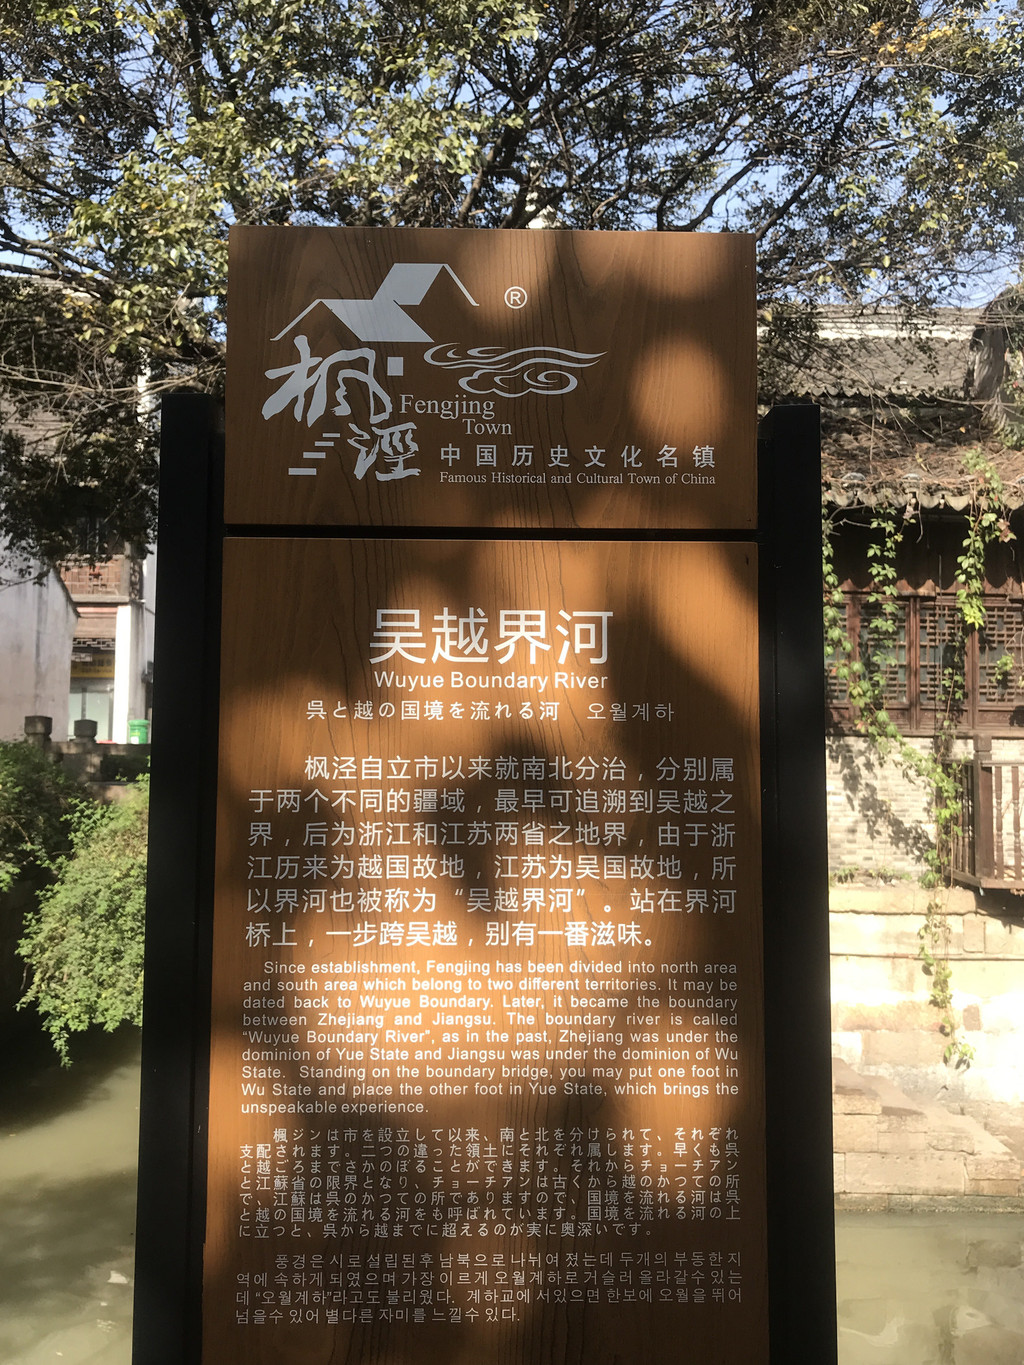 ®
枫泾
Fengjing
Town
中国历史文化名镇
Famous Historical and Cultural Town of China
吴越界河
Wuyue Boundary River
呉と越の国境を流れる河 오월계하
枫泾自立市以来就南北分治，分别属
于两个不同的疆域，最早可追溯到吴越之
界，后为浙江和江苏两省之地界，由于浙
江历来为越国故地，江苏为吴国故地，所
以界河也被称为“吴越界河”。站在界河
桥上，一步跨吴越，别有一番滋味。
Since establishment, Fengjing has been divided into north area
and south area which belong to two different territories. It may be
dated back to Wuyue Boundary. Later, it became the boundary
between Zhejiang and Jiangsu. The boundary river is called
“Wuyue Boundary River”, as in the past, Zhejiang was under the
dominion of Yue State and Jiangsu was under the dominion of Wu
State. Standing on the boundary bridge, you may put one foot in
Wu State and place the other foot in Yue State, which brings the
unspeakable experience.
楓ジンは市を設立して以来、南と北を分けられて、それぞれ
支配されます。二つの違った領土にそれぞれ属します。早くも呉
と越ごろまでさかのぼることができます。それからチョーチアン
と江蘇省の限界となり、チョーチアンは古くから越のかつての所
で、江蘇は呉のかつての所でありますので、国境を流れる河は呉
と越の国境を流れる河をも呼ばれています。国境を流れる河の上
に立つと、呉から越までに超えるのが実に奥深いです。
풍경은 시로 설립된후 남북으로 나뉘여 졌는데 두개의 부동한 지
역에 속하게 되였으며 가장 이르게 오월계하로 거슬러 올라갈수 있는
데 “오월계하”라고도 불리웠다. 계하교에 서있으면 한보에 오월을 뛰여
넘을수 있어 별다른 자미를 느낄수 있다.